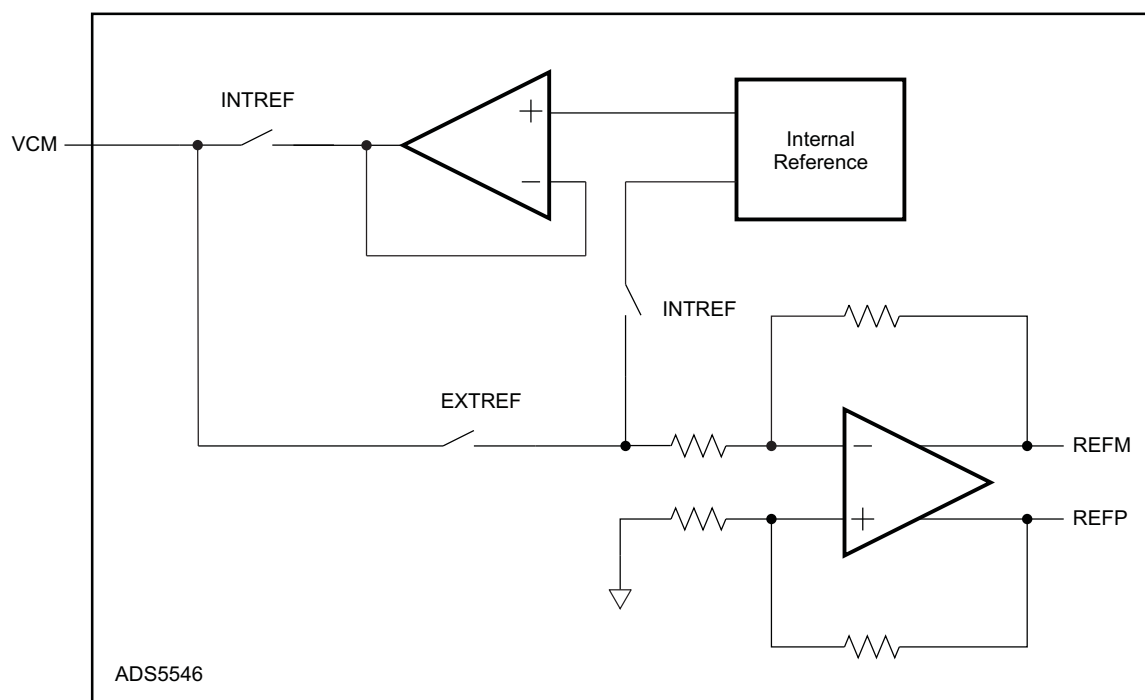 INTREF
VCM
+
−
Internal
Reference
INTREF
EXTREF
−
REFM
+
REFP
ADS5546